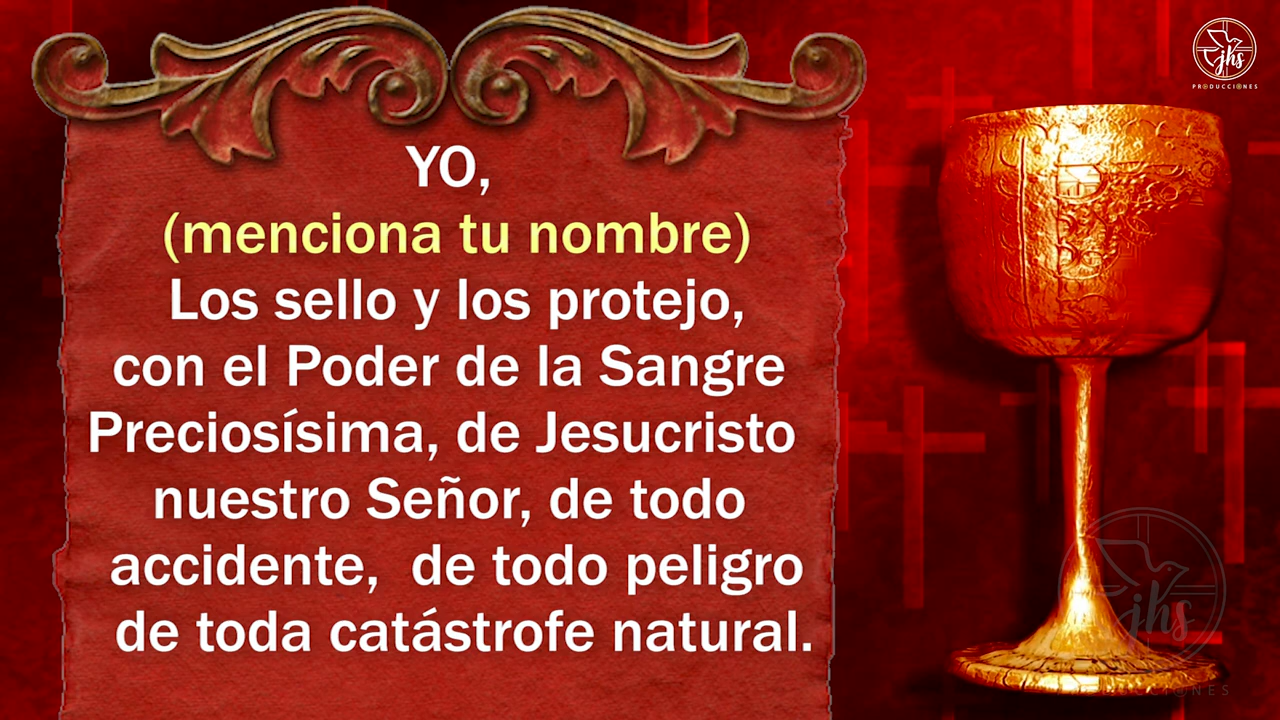 YO,
(menciona tu nombre)
Los sello y los protejo,
con el Poder de la Sangre
Preciosísima, de Jesucristo
nuestro Señor, de todo
accidente, de todo peligro
de toda catástrofe natural.
jhs
PRODUCCIONES
jhs